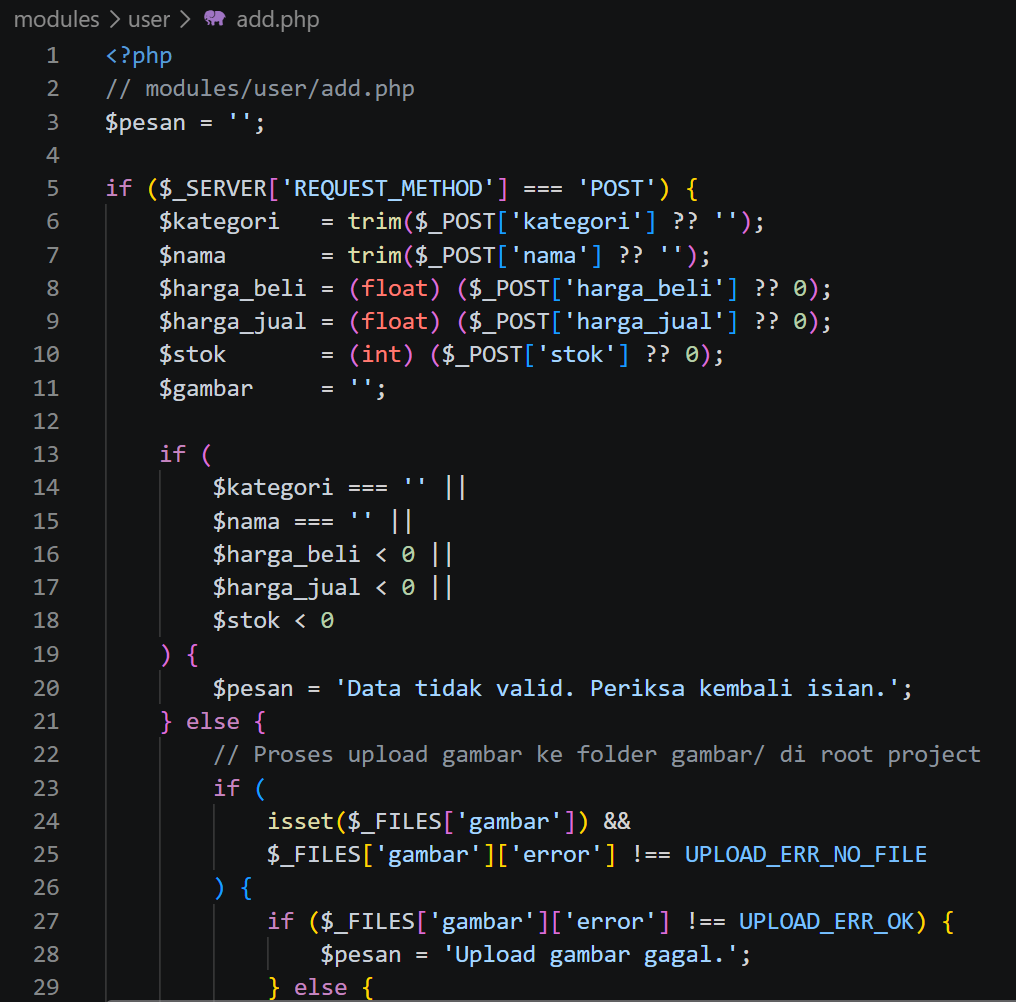 modules > user > add.php
1 <?php
2 // modules/user/add.php
3 $pesan = '';
4
5 if ($_SERVER['REQUEST_METHOD'] === 'POST') {
6     $kategori   = trim($_POST['kategori'] ?? '');
7     $nama       = trim($_POST['nama'] ?? '');
8     $harga_beli = (float) ($_POST['harga_beli'] ?? 0);
9     $harga_jual = (float) ($_POST['harga_jual'] ?? 0);
10     $stok       = (int) ($_POST['stok'] ?? 0);
11     $gambar     = '';
12
13     if (
14         $kategori === '' ||
15         $nama === '' ||
16         $harga_beli < 0 ||
17         $harga_jual < 0 ||
18         $stok < 0
19     ) {
20         $pesan = 'Data tidak valid. Periksa kembali isian.';
21     } else {
22         // Proses upload gambar ke folder gambar/ di root project
23         if (
24             isset($_FILES['gambar']) &&
25             $_FILES['gambar']['error'] !== UPLOAD_ERR_NO_FILE
26         ) {
27             if ($_FILES['gambar']['error'] !== UPLOAD_ERR_OK) {
28                 $pesan = 'Upload gambar gagal.';
29             } else {